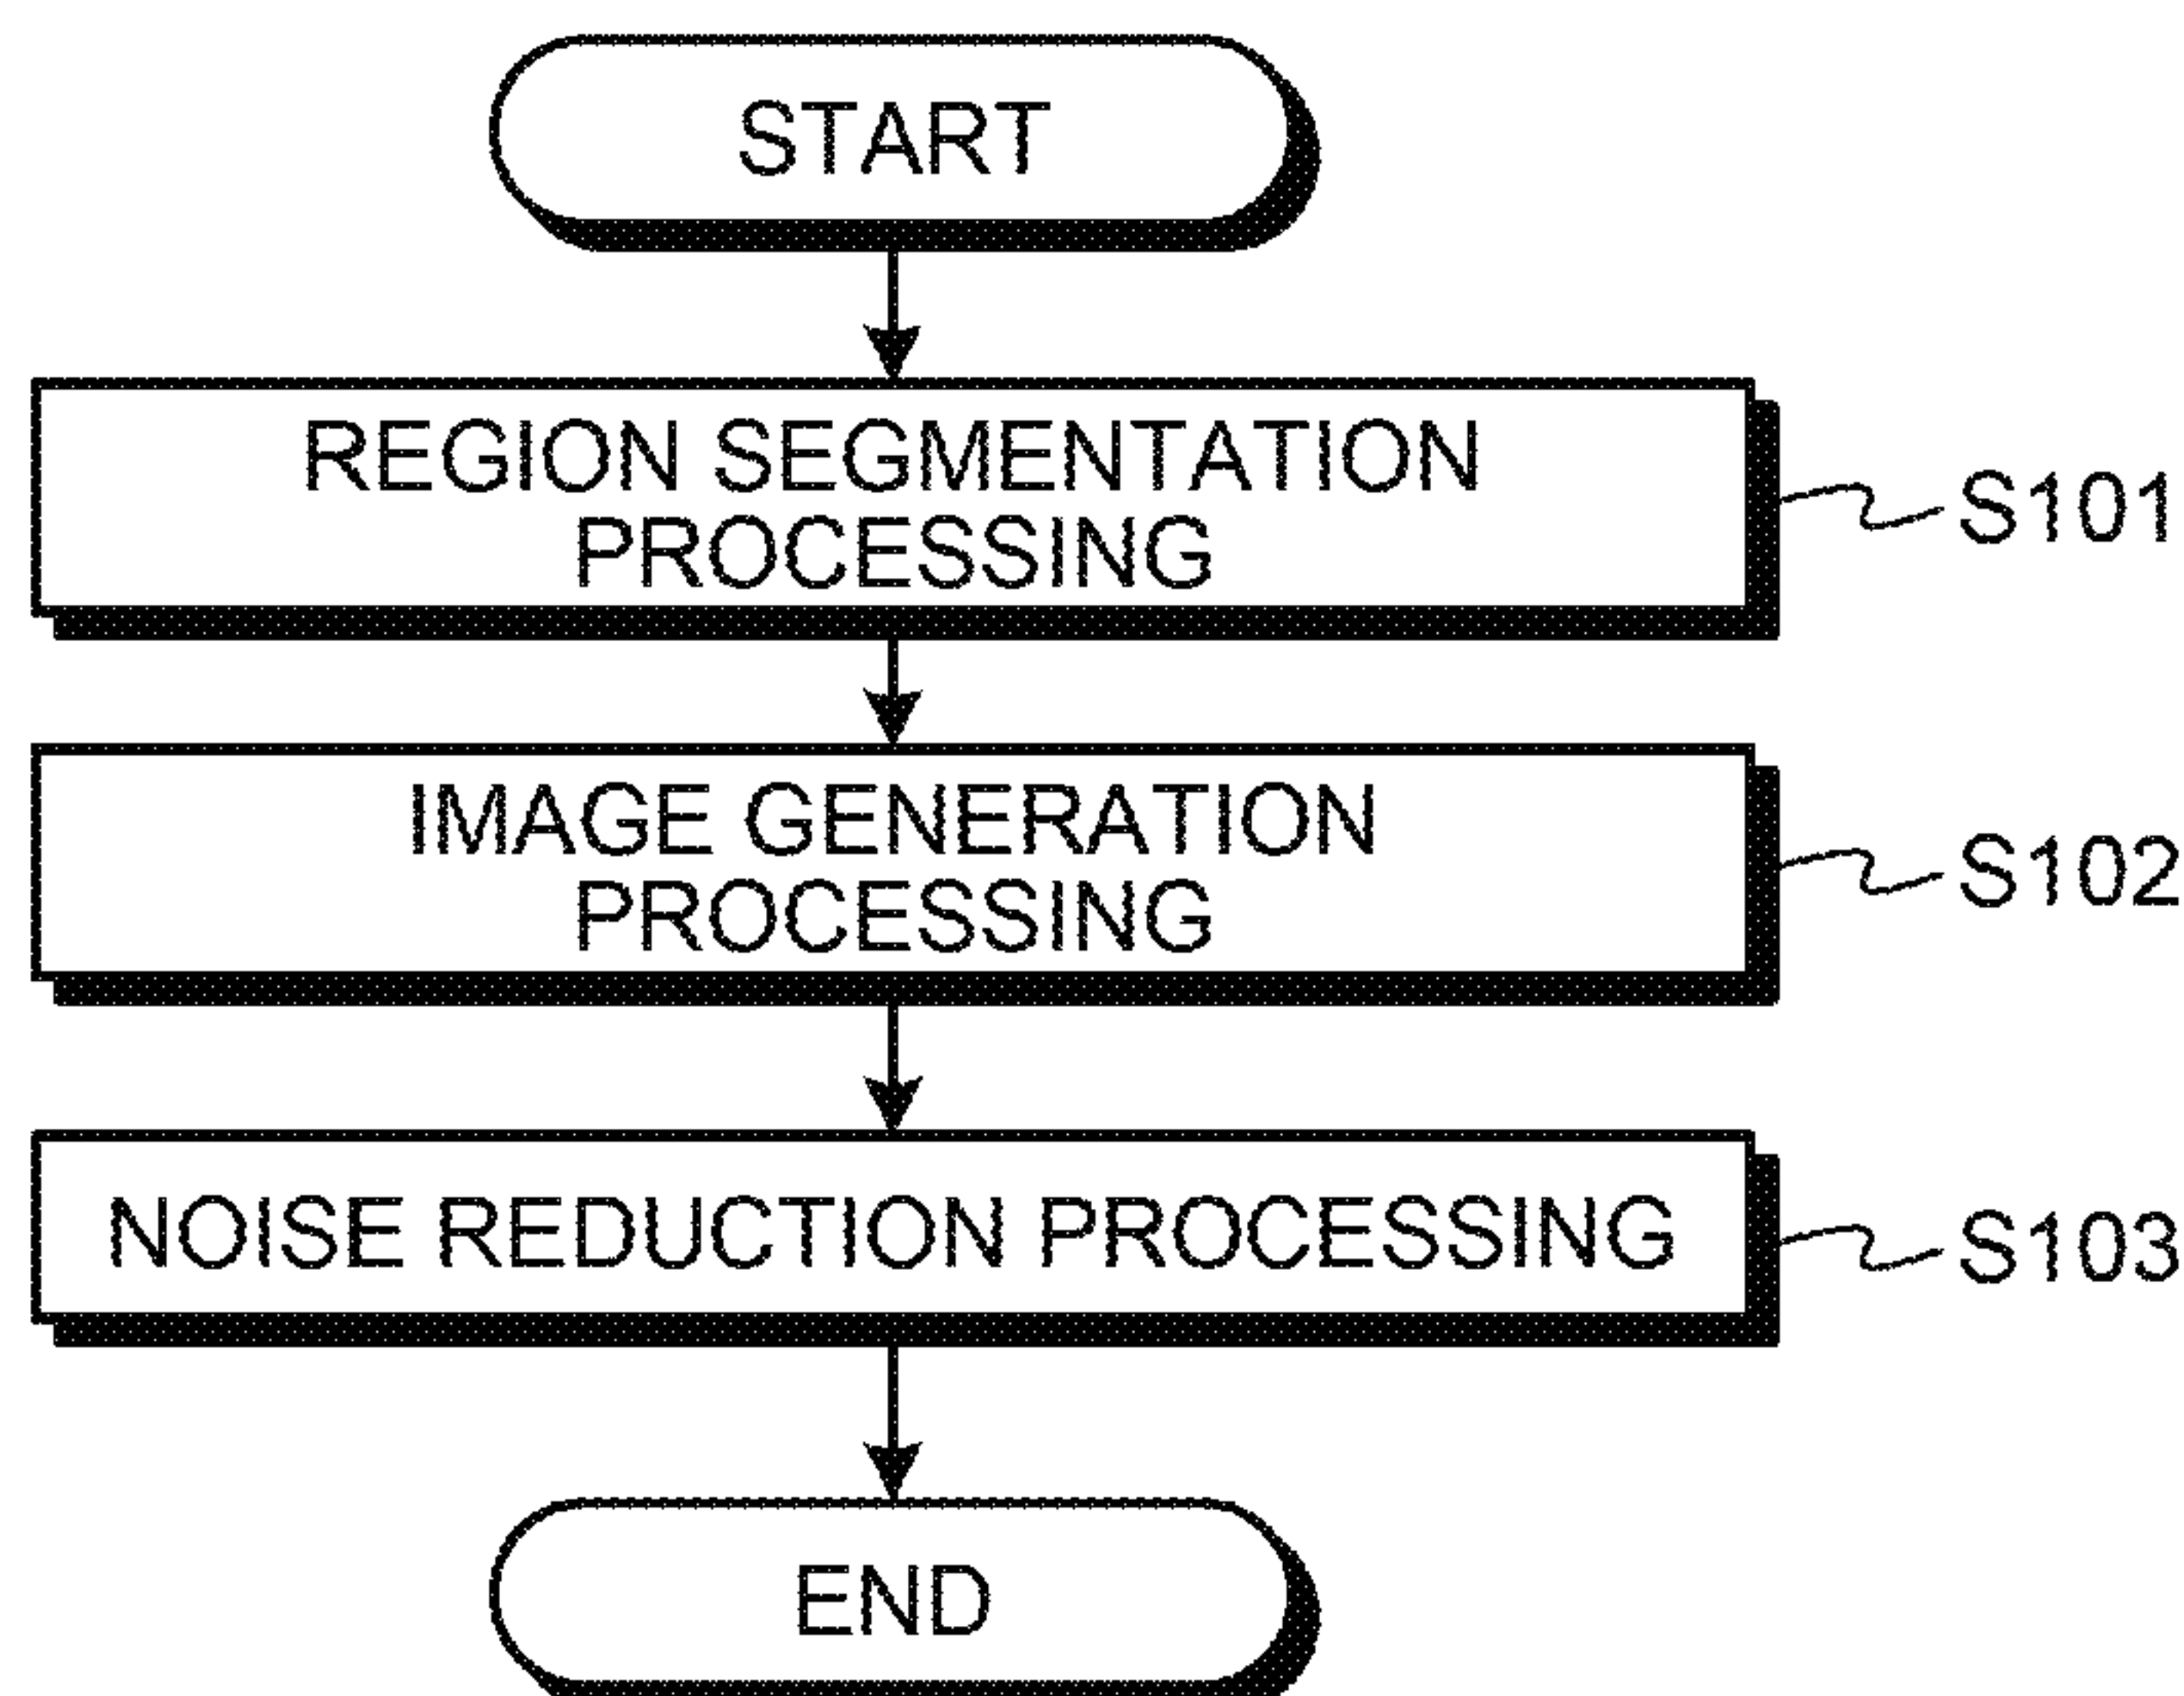 START
REGION SEGMENTATION
PROCESSING
S101
IMAGE GENERATION
PROCESSING
S102
NOISE REDUCTION PROCESSING
S103
END